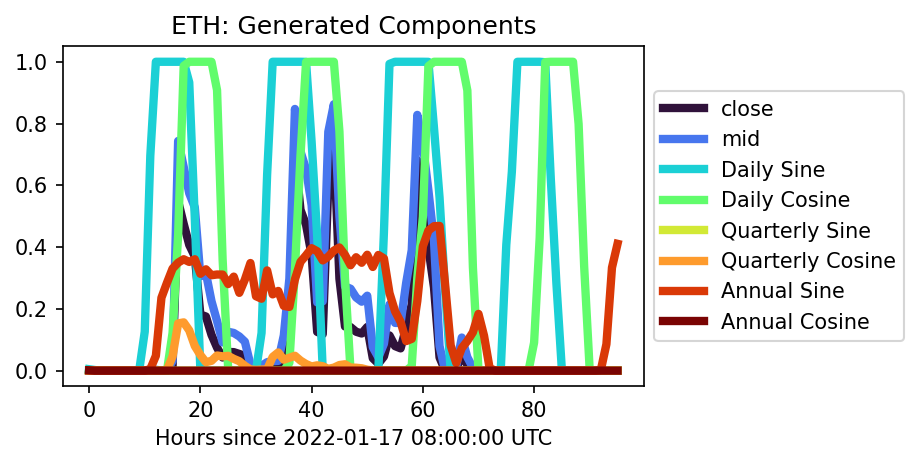 ETH: Generated Components
1.0
0.8
0.6
0.4
0.2
0.0
0 20 40 60 80
Hours since 2022-01-17 08:00:00 UTC
close
mid
Daily Sine
Daily Cosine
Quarterly Sine
Quarterly Cosine
Annual Sine
Annual Cosine